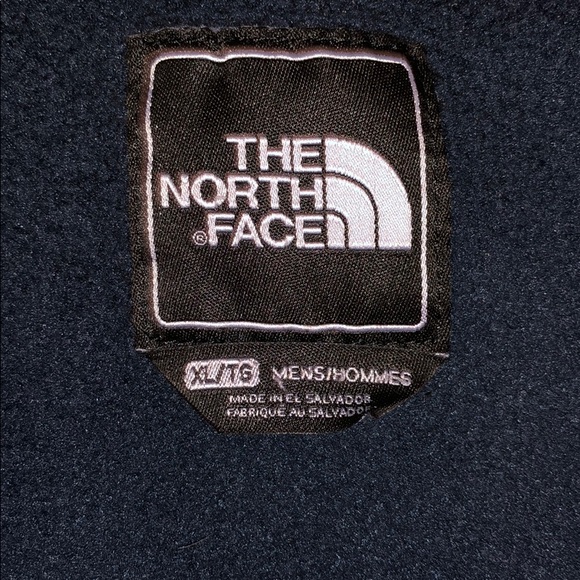 THE
NORTH
®FACE
XL/TG MENS/HOMMES
MADE IN EL SALVADOR
FABRIQUE AU SALVADOR